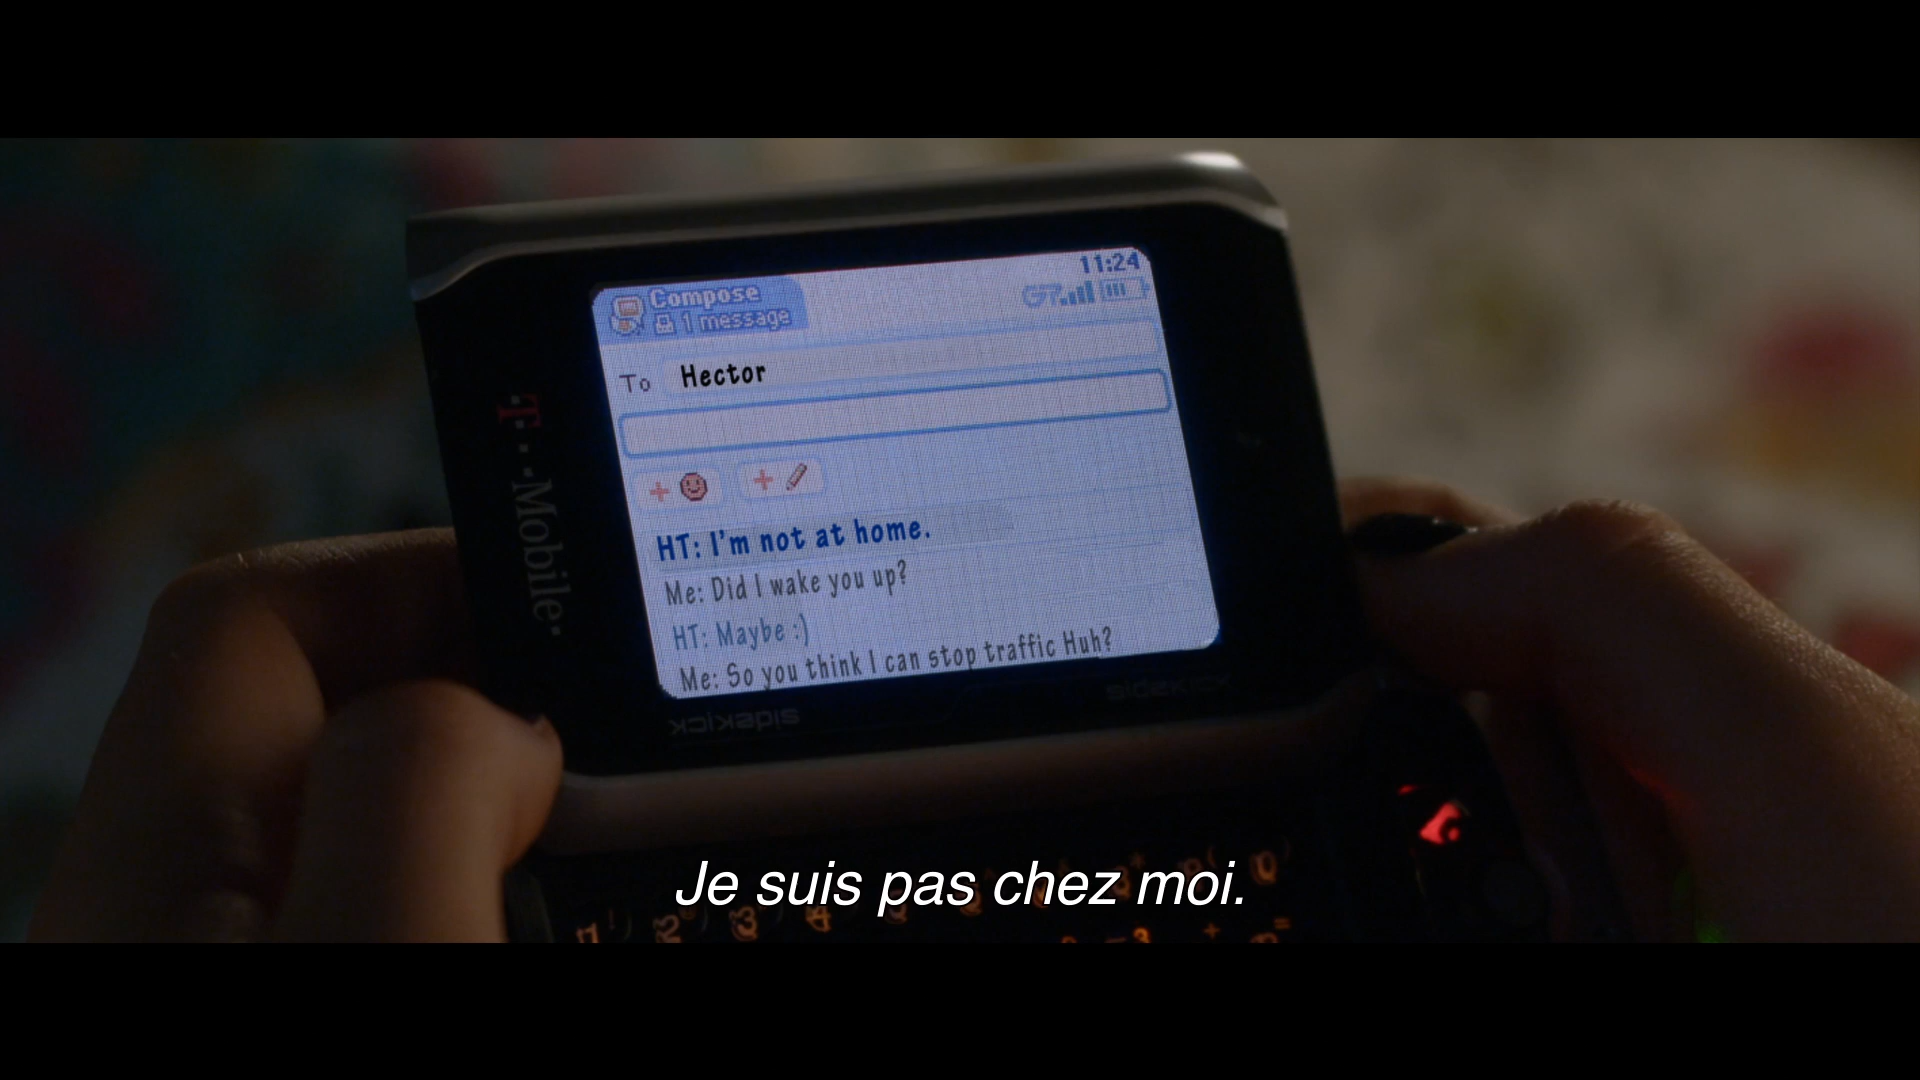 11:24
Compose
1 message
To Hector
HT: I'm not at home.
Me: Did I wake you up?
HT: Maybe :)
Me: So you think I can stop traffic Huh?
T··Mobile·
sidekick
sidekick
Je suis pas chez moi.